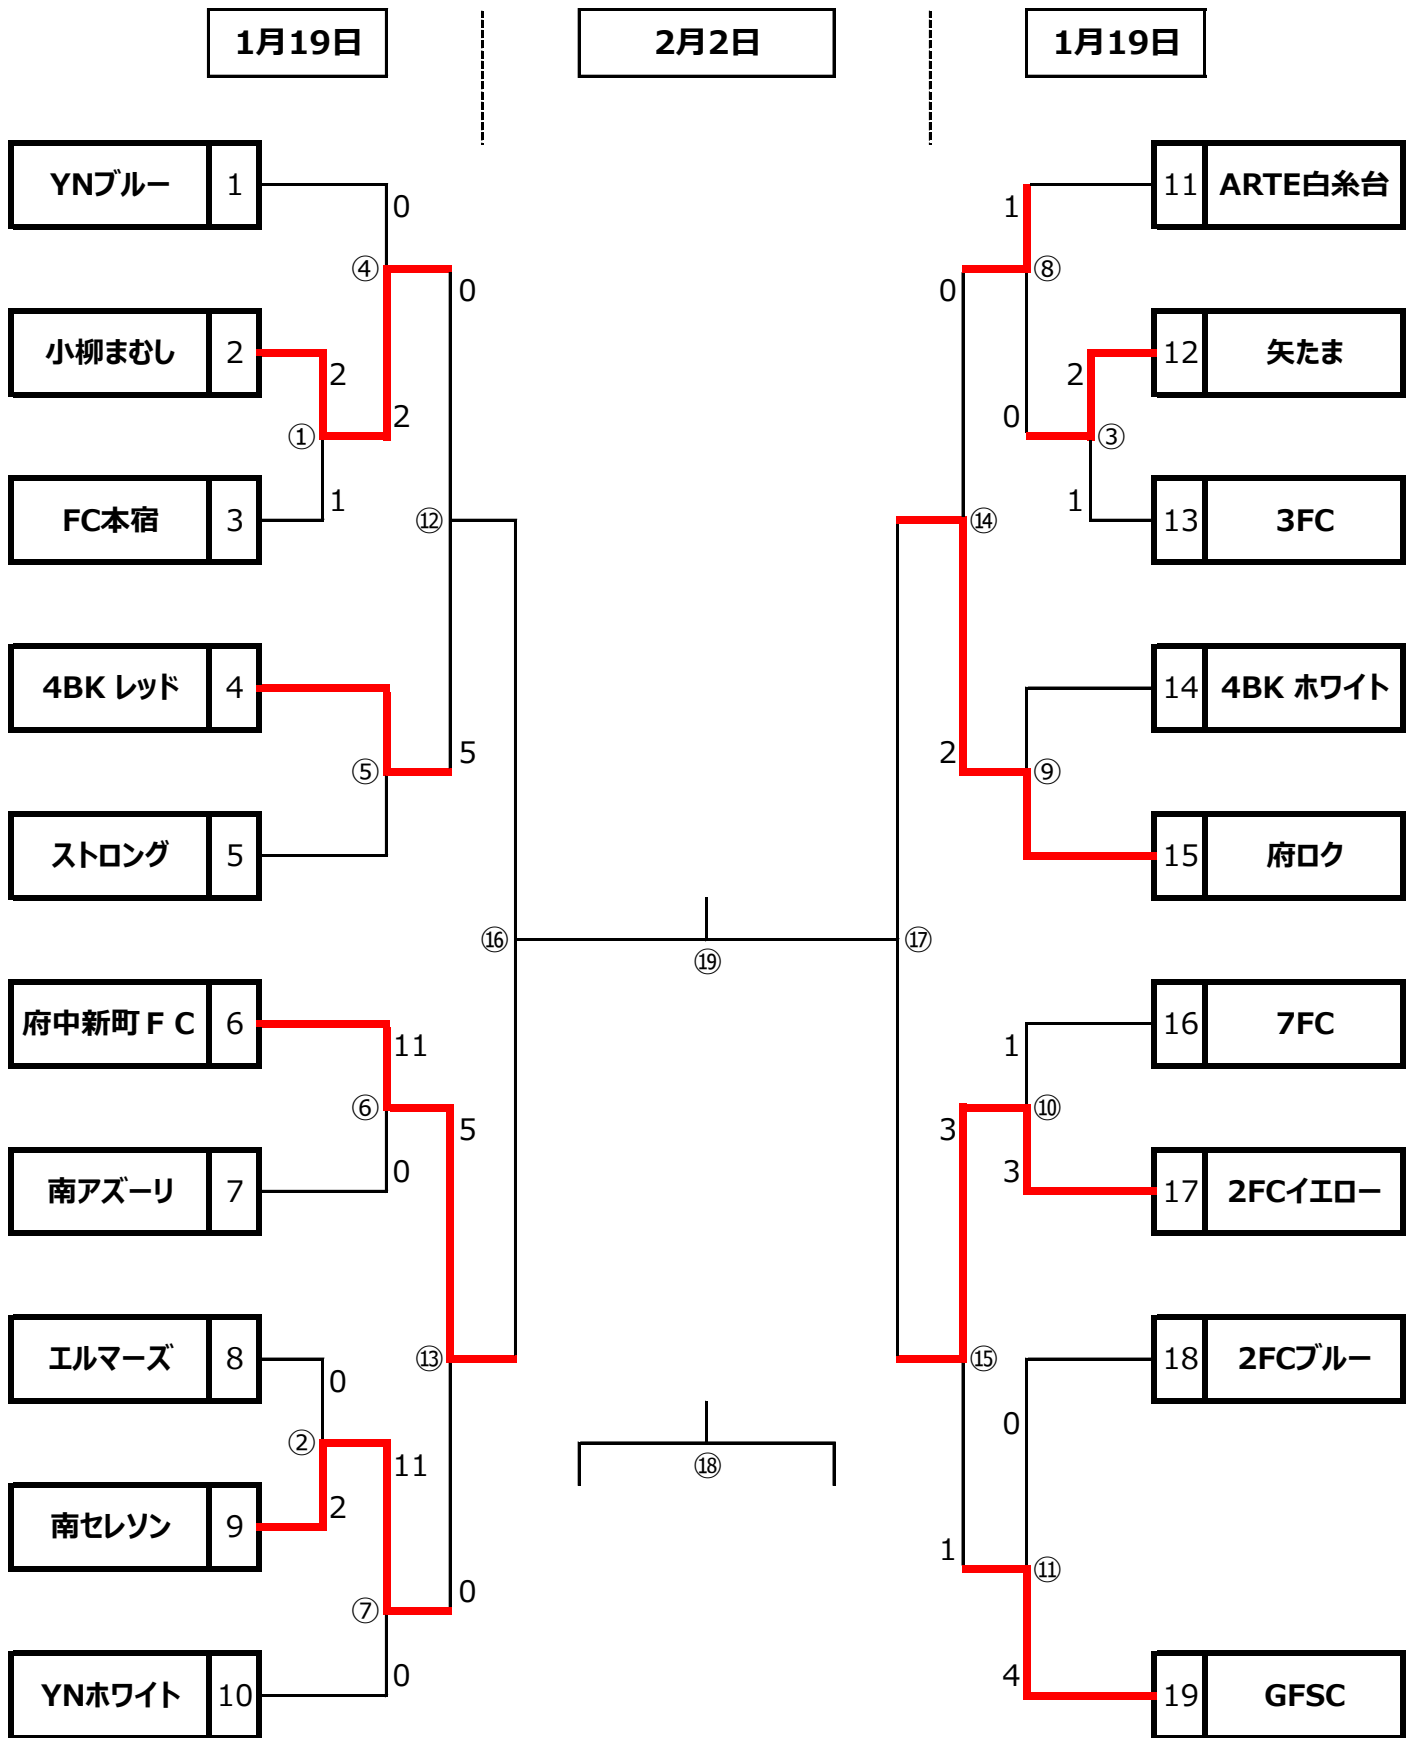 1月19日
2月2日
1月19日
YNブルー 1
0
1
11 ARTE白糸台
④
0
0
⑧
小柳まむし 2
2
2
2
0
12 矢たま
①
③
FC本宿 3
1
⑫
⑭
1
13 3FC
4BK レッド 4
5
2
14 4BK ホワイト
⑤
⑨
ストロング 5
15 府ロク
⑯
⑲
⑰
府中新町ＦＣ 6
11
1
16 7FC
⑥
5
3
⑩
南アズーリ 7
0
3
17 2FCイエロー
エルマーズ 8
0
⑬
⑮
18 2FCブルー
②
11
⑱
0
南セレソン 9
2
1
⑪
⑦
0
YNホワイト 10
0
4
19 GFSC